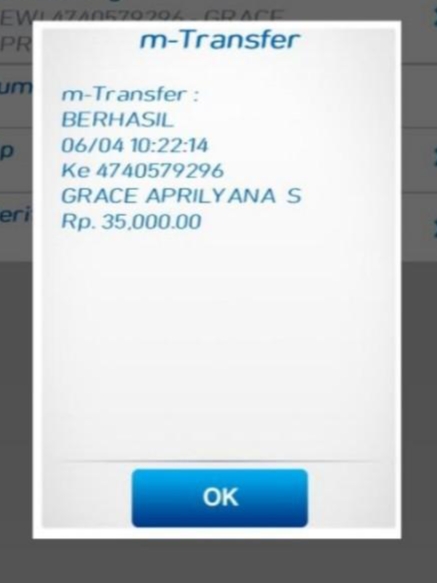 4740579296 - GRACE
PR
m-Transfer
um
m-Transfer :
BERHASIL
06/04 10:22:14
p
Ke 4740579296
GRACE APRILYANA S
eri
Rp. 35,000.00
OK